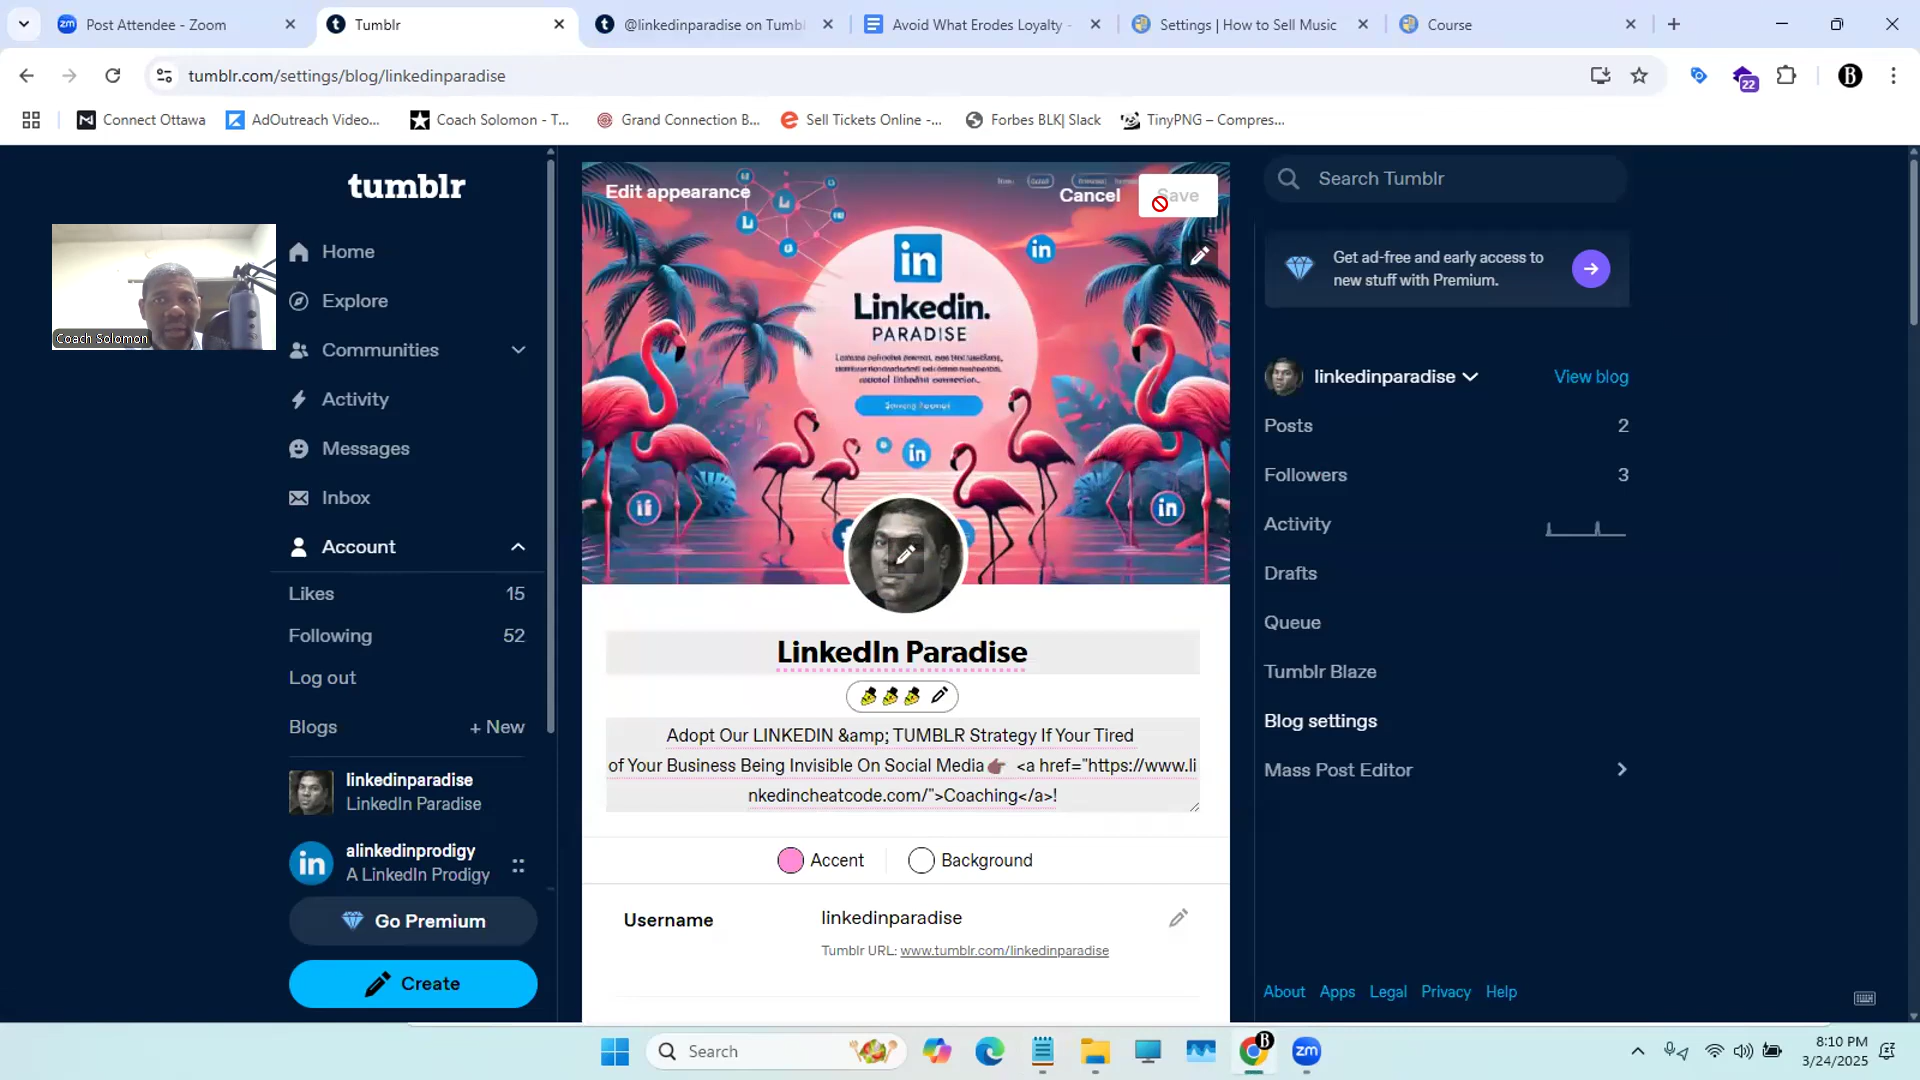 Post Attendee - Zoom
Tumblr
@linkedinparadise on Tumbl
Avoid What Erodes Loyalty -
Settings | How to Sell Music
Course
tumblr.com/settings/blog/linkedinparadise
22
B
Connect Ottawa
AdOutreach Video...
Coach Solomon - T...
Grand Connection B...
Sell Tickets Online -...
Forbes BLK| Slack
TinyPNG – Compres...
tumblr
Coach Solomon
Home
Explore
Communities
Activity
Messages
Inbox
Account
Likes 15
Following 52
Log out
Blogs + New
linkedinparadise
LinkedIn Paradise
alinkedinprodigy
A LinkedIn Prodigy
Go Premium
Create
Edit appearance
Cancel
Save
in
in
Linkedin.
PARADISE
in
in
LinkedIn Paradise
Adopt Our LINKEDIN &amp; TUMBLR Strategy If Your Tired
of Your Business Being Invisible On Social Media <a href="https://www.li
nkedincheatcode.com/">Coaching</a>!
Accent
Background
Username
linkedinparadise
Tumblr URL: www.tumblr.com/linkedinparadise
Search Tumblr
Get ad-free and early access to
new stuff with Premium.
linkedinparadise
View blog
Posts 2
Followers 3
Activity
Drafts
Queue
Tumblr Blaze
Blog settings
Mass Post Editor
About Apps Legal Privacy Help
Search
8:10 PM
3/24/2025